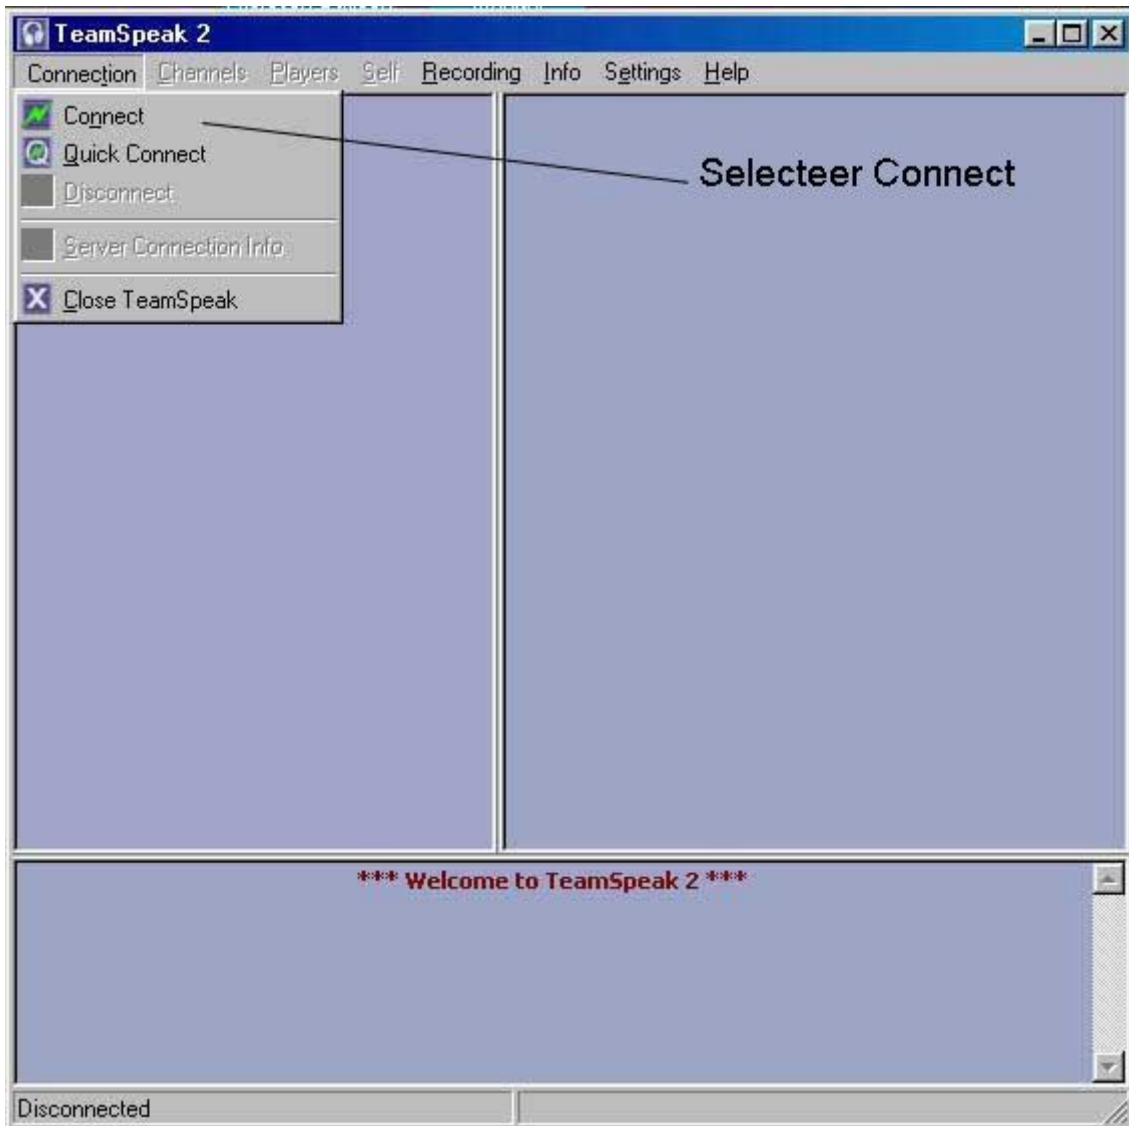 TeamSpeak 2
Connection Channels Players Self Recording Info Settings Help
Connect
Quick Connect
Disconnect
Server Connection Info
Close TeamSpeak
Selecteer Connect
*** Welcome to TeamSpeak 2 ***
Disconnected